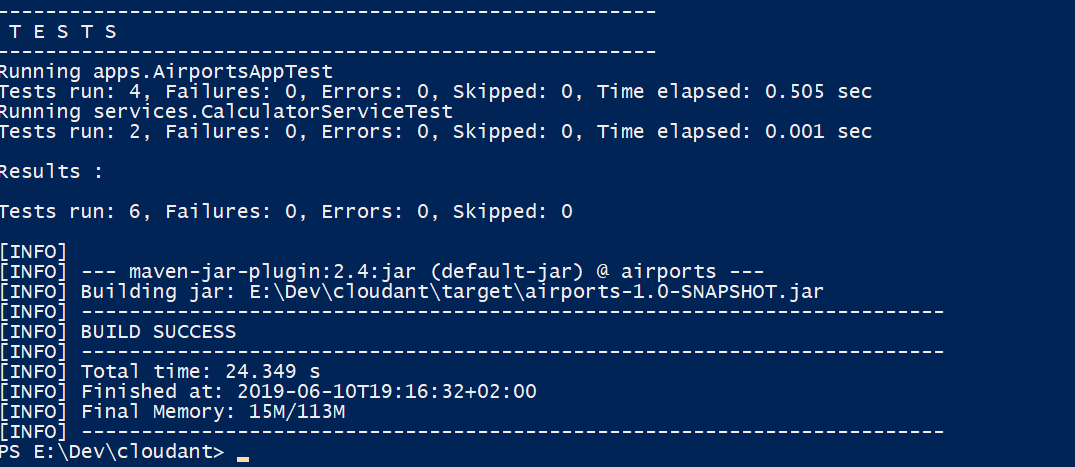 -------------------------------------------------------
 T E S T S
-------------------------------------------------------
Running apps.AirportsAppTest
Tests run: 4, Failures: 0, Errors: 0, Skipped: 0, Time elapsed: 0.505 sec
Running services.CalculatorServiceTest
Tests run: 2, Failures: 0, Errors: 0, Skipped: 0, Time elapsed: 0.001 sec

Results :

Tests run: 6, Failures: 0, Errors: 0, Skipped: 0

[INFO]
[INFO] --- maven-jar-plugin:2.4:jar (default-jar) @ airports ---
[INFO] Building jar: E:\Dev\cloudant\target\airports-1.0-SNAPSHOT.jar
[INFO] ------------------------------------------------------------------------
[INFO] BUILD SUCCESS
[INFO] ------------------------------------------------------------------------
[INFO] Total time: 24.349 s
[INFO] Finished at: 2019-06-10T19:16:32+02:00
[INFO] Final Memory: 15M/113M
[INFO] ------------------------------------------------------------------------
PS E:\Dev\cloudant> _